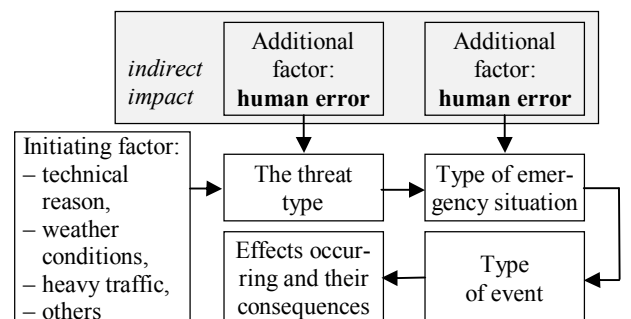 indirect
impact
Additional
factor:
human error
Additional
factor:
human error
Initiating factor:
– technical
reason,
– weather
conditions,
– heavy traffic,
– others
The threat
type
Type of emer-
gency situation
Type
of event
Effects occur-
ring and their
consequences